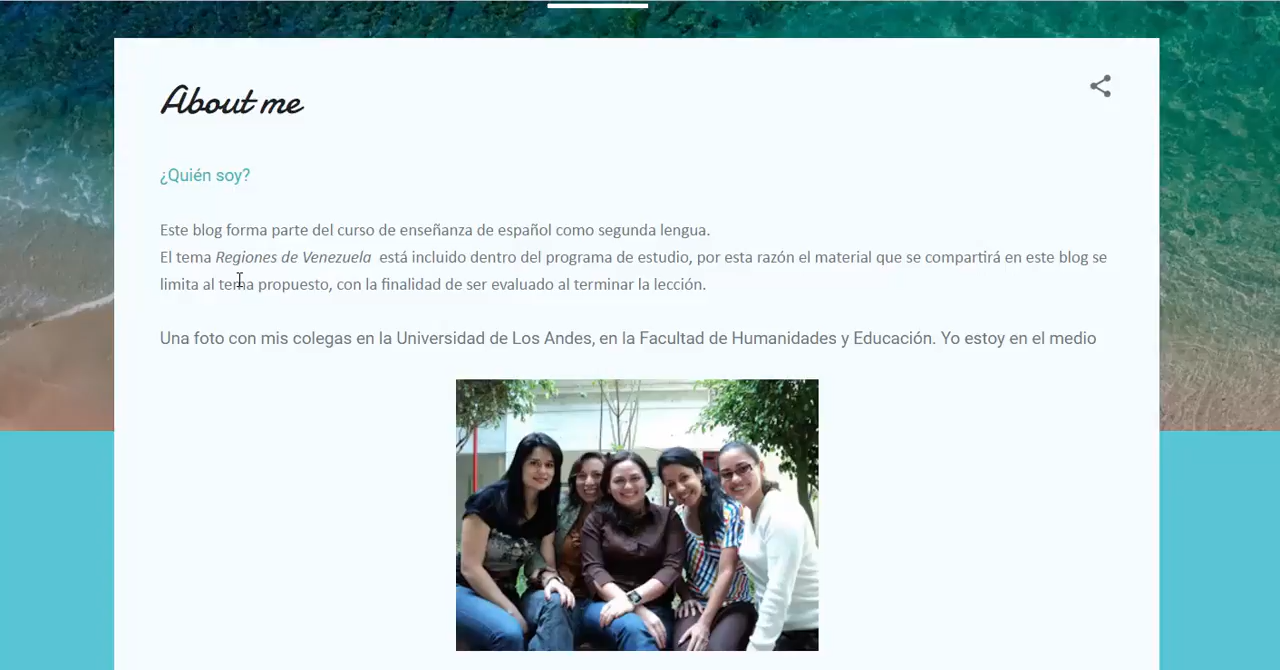 About me
¿Quién soy?
Este blog forma parte del curso de enseñanza de español como segunda lengua.
El tema Regiones de Venezuela está incluido dentro del programa de estudio, por esta razón el material que se compartirá en este blog se
limita al tema propuesto, con la finalidad de ser evaluado al terminar la lección.
Una foto con mis colegas en la Universidad de Los Andes, en la Facultad de Humanidades y Educación. Yo estoy en el medio